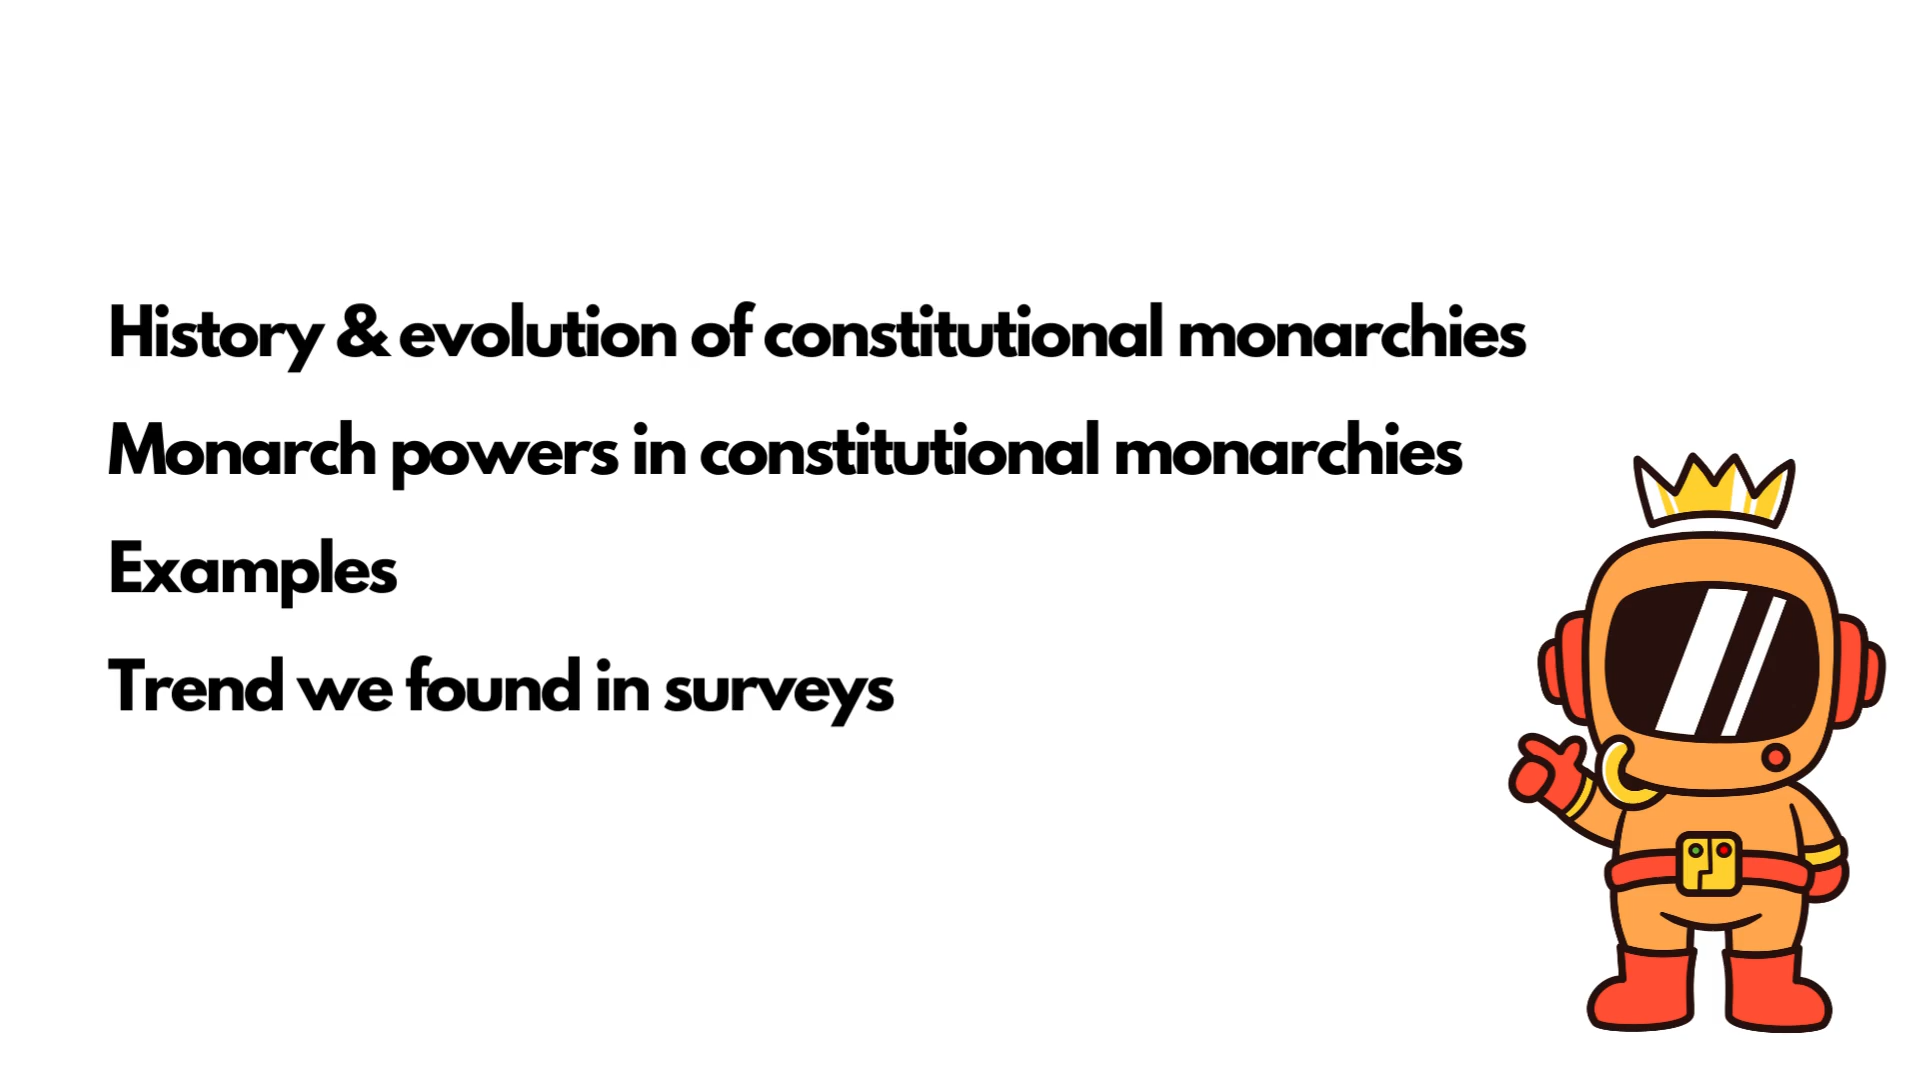 History & evolution of constitutional monarchies
Monarch powers in constitutional monarchies
Examples
Trend we found in surveys